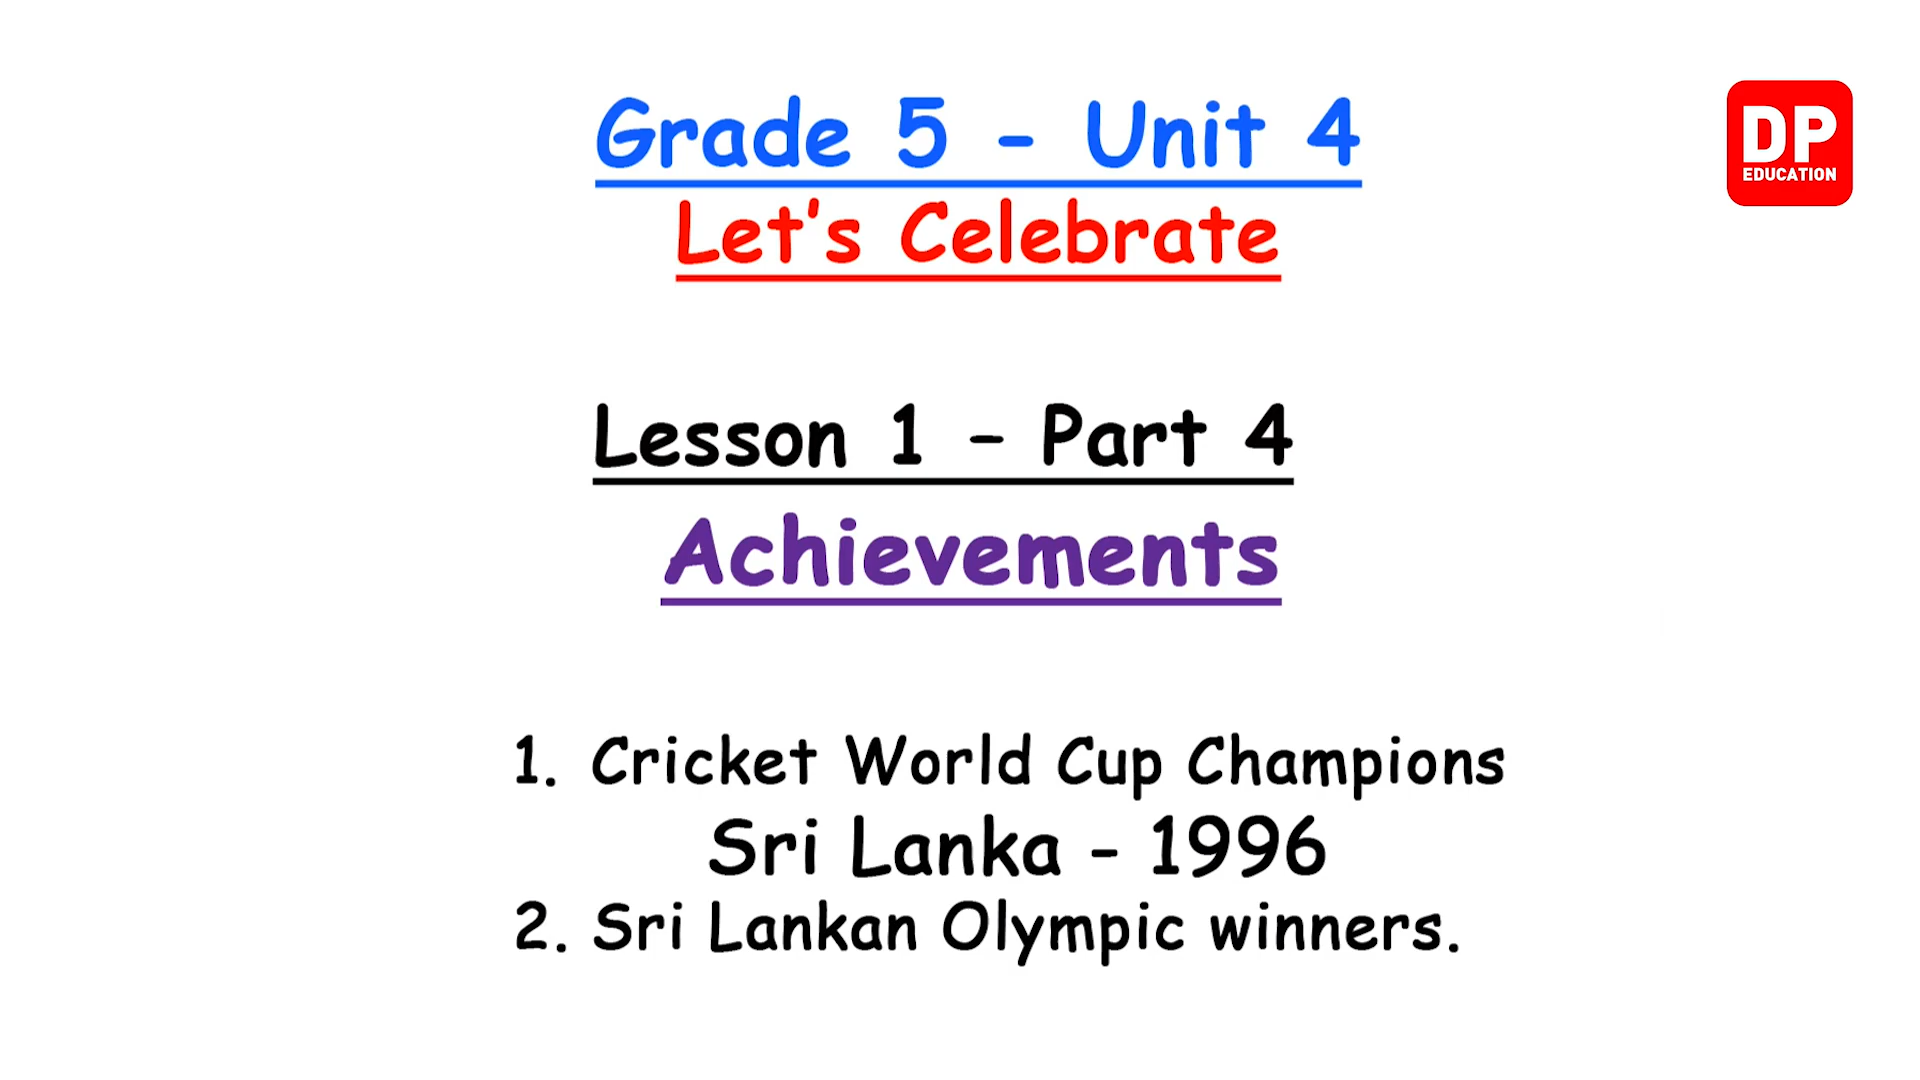 Grade 5 - Unit 4
Let's Celebrate
DP
EDUCATION
Lesson 1 – Part 4
Achievements
1. Cricket World Cup Champions
Sri Lanka - 1996
2. Sri Lankan Olympic winners.